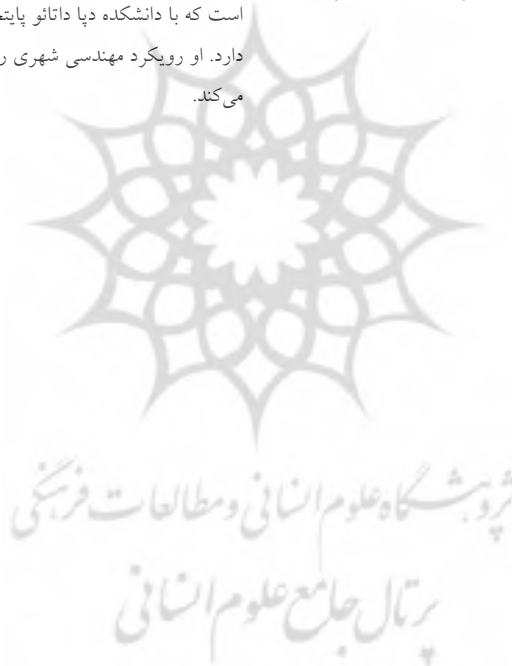 است که با دانشکده دپا داتائو پایتخ
دارد. او رویکرد مهندسی شهری ر
می‌کند.
پژوهشگاه علوم انسانی و مطالعات فرهنگی
پرتال جامع علوم انسانی